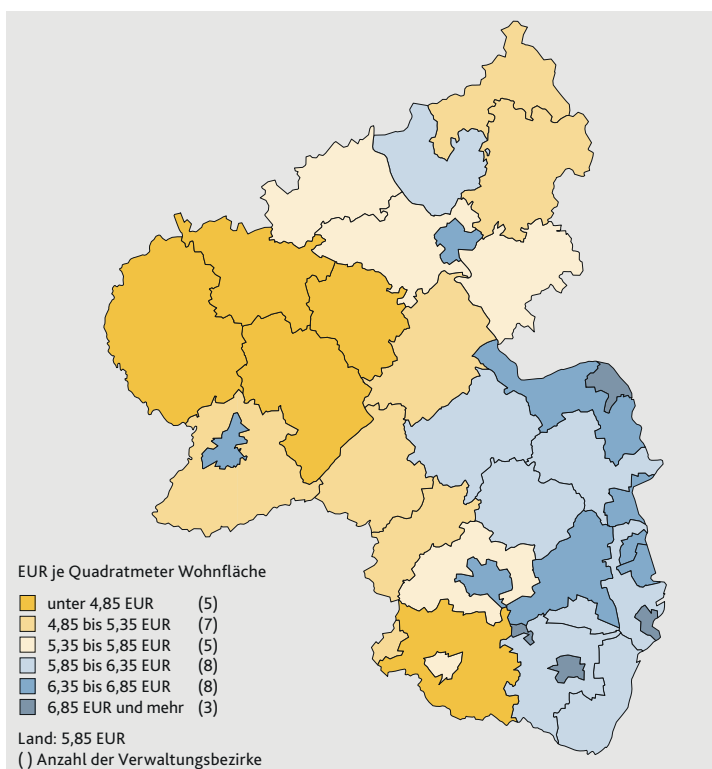 EUR je Quadratmeter Wohnfläche
unter 4,85 EUR (5)
4,85 bis 5,35 EUR (7)
5,35 bis 5,85 EUR (5)
5,85 bis 6,35 EUR (8)
6,35 bis 6,85 EUR (8)
6,85 EUR und mehr (3)
Land: 5,85 EUR
( ) Anzahl der Verwaltungsbezirke